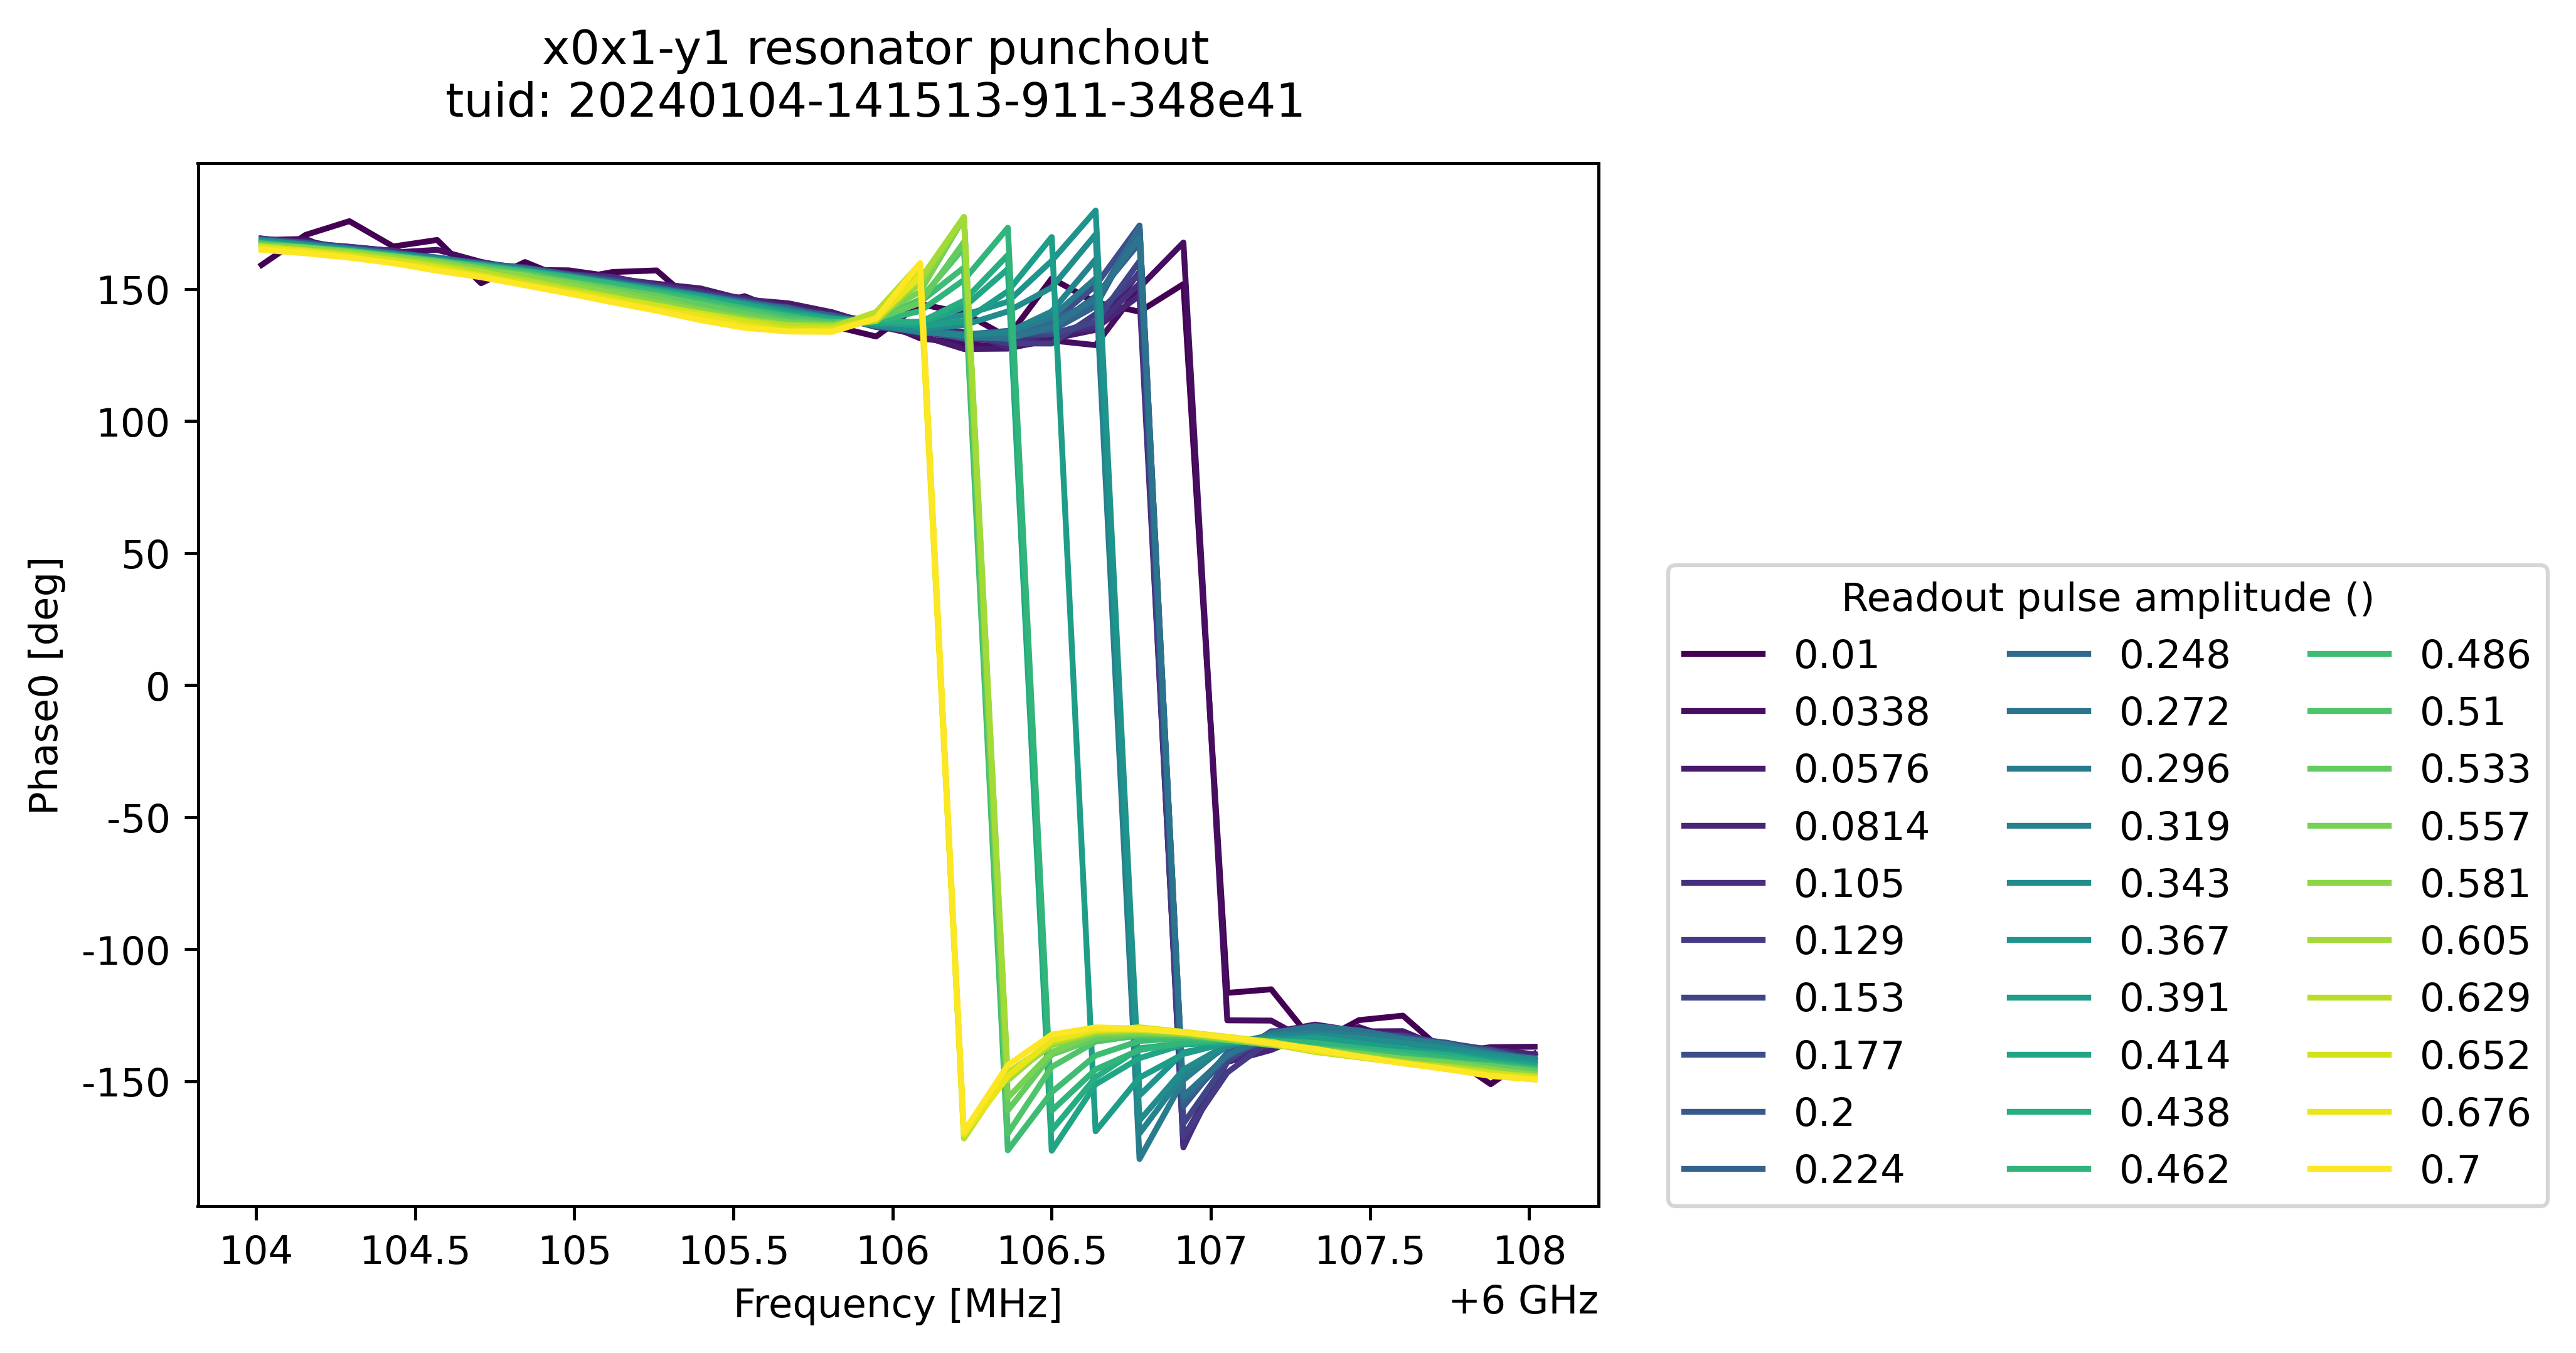 x0x1-y1 resonator punchout
tuid: 20240104-141513-911-348e41
Phase0 [deg]
150
100
50
0
-50
-100
-150
104 104.5 105 105.5 106 106.5 107 107.5 108
Frequency [MHz]
+6 GHz
Readout pulse amplitude ()
0.01 0.248 0.486
0.0338 0.272 0.51
0.0576 0.296 0.533
0.0814 0.319 0.557
0.105 0.343 0.581
0.129 0.367 0.605
0.153 0.391 0.629
0.177 0.414 0.652
0.2 0.438 0.676
0.224 0.462 0.7